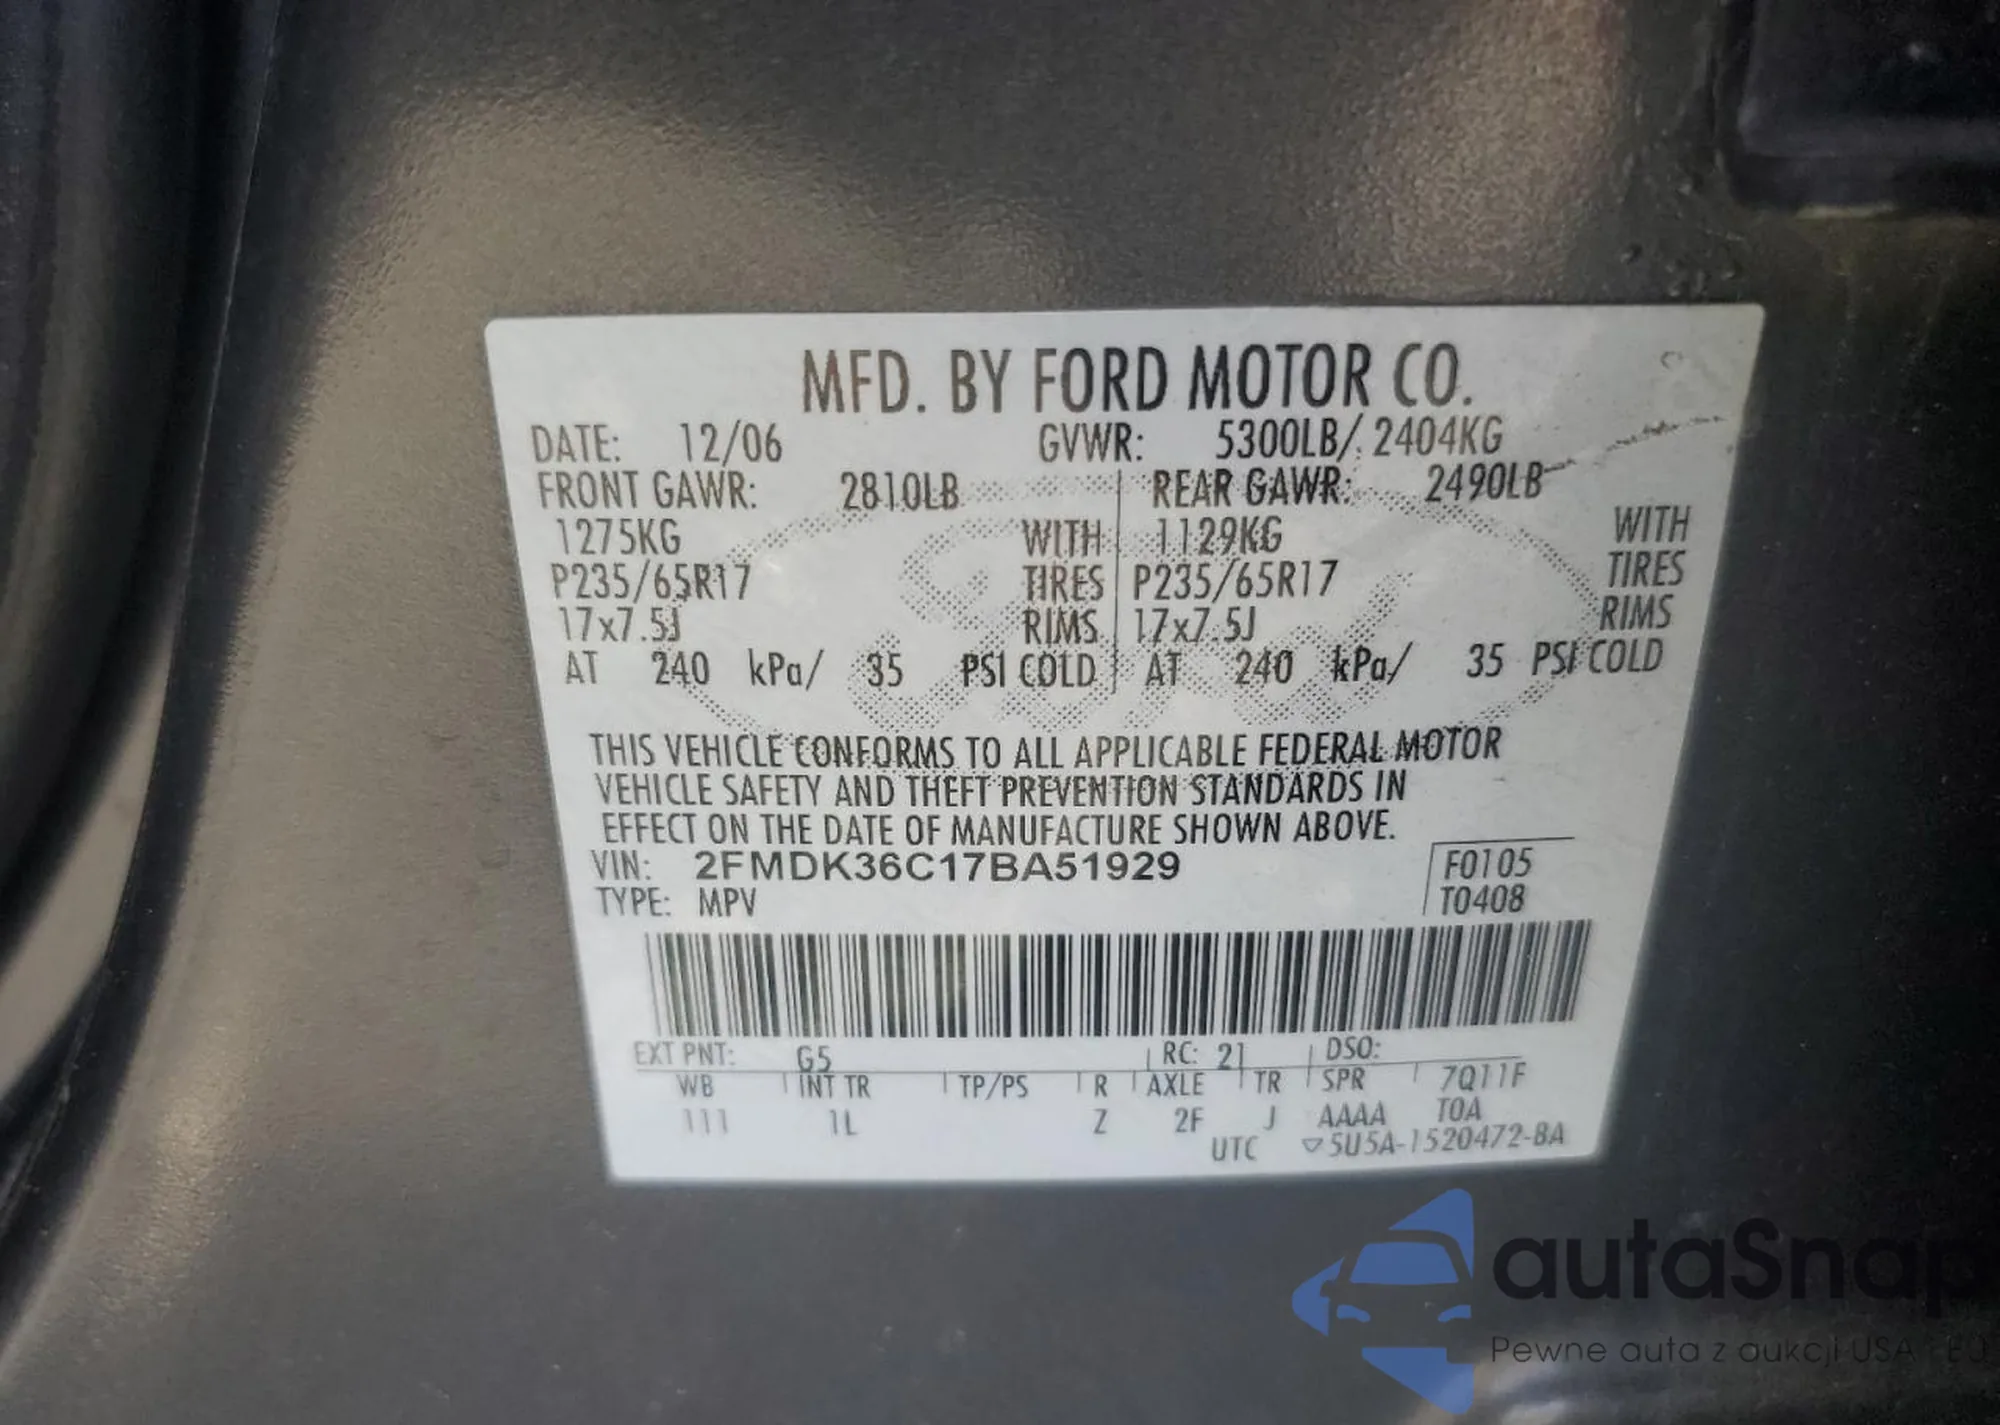 MFD. BY FORD MOTOR CO.
DATE: 12/06 GVWR: 5300LB/ 2404KG
FRONT GAWR: 2810LB REAR GAWR: 2490LB
1275KG WITH 1129KG WITH
P235/65R17 TIRES P235/65R17 TIRES
17x7.5J RIMS 17x7.5J RIMS
AT 240 kPa/ 35 PSI COLD AT 240 kPa/ 35 PSI COLD
THIS VEHICLE CONFORMS TO ALL APPLICABLE FEDERAL MOTOR
VEHICLE SAFETY AND THEFT PREVENTION STANDARDS IN
EFFECT ON THE DATE OF MANUFACTURE SHOWN ABOVE.
VIN: 2FMDK36C17BA51929 F0105
TYPE: MPV T0408
EXT PNT: G5 RC: 21 DSO:
WB INT TR TP/PS R AXLE TR SPR 7Q11F
111 1L Z 2F J AAAA TOA
UTC ▽5U5A-1520472-BA
autaSnap
Pewne auta z aukcji USA i EU